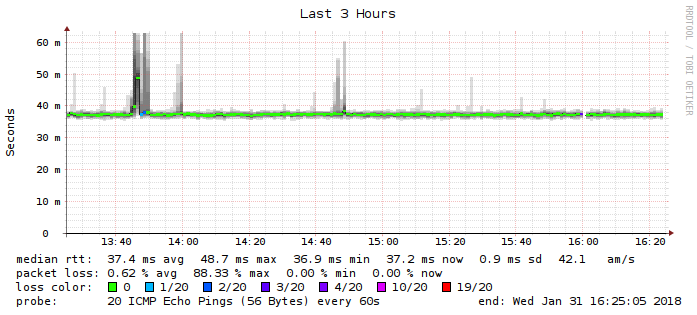 Last 3 Hours
RRDTOOL / TOBI OETIKER
Seconds
60 m
50 m
40 m
30 m
20 m
10 m
0
13:40 14:00 14:20 14:40 15:00 15:20 15:40 16:00 16:20
median rtt: 37.4 ms avg 48.7 ms max 36.9 ms min 37.2 ms now 0.9 ms sd 42.1 am/s
packet loss: 0.62 % avg 88.33 % max 0.00 % min 0.00 % now
loss color: 0 1/20 2/20 3/20 4/20 10/20 19/20
probe: 20 ICMP Echo Pings (56 Bytes) every 60s end: Wed Jan 31 16:25:05 2018